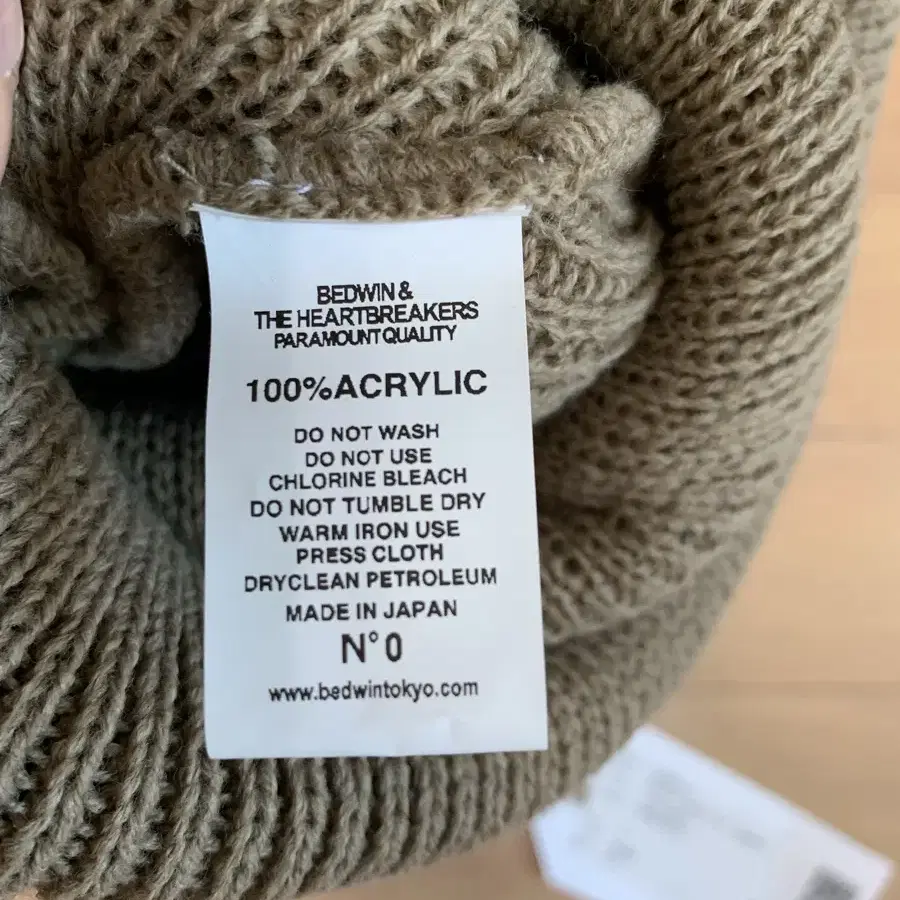 BEDWIN &
THE HEARTBREAKERS
PARAMOUNT QUALITY
100%ACRYLIC
DO NOT WASH
DO NOT USE
CHLORINE BLEACH
DO NOT TUMBLE DRY
WARM IRON USE
PRESS CLOTH
DRYCLEAN PETROLEUM
MADE IN JAPAN
N°0
www.bedwintokyo.com